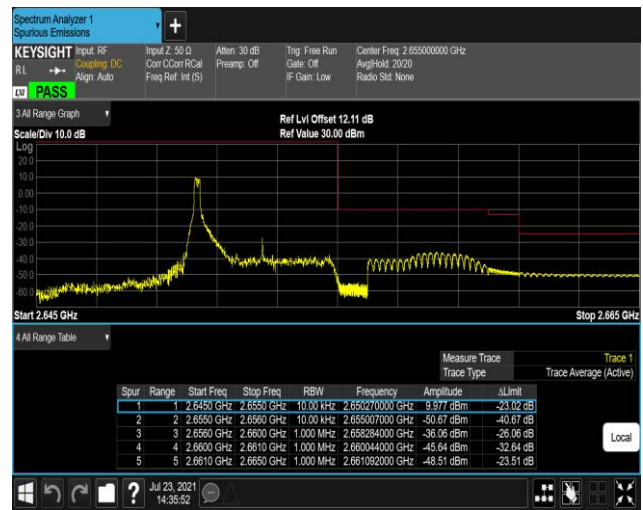 Spectrum Analyzer 1
Spurious Emissions
+
KEYSIGHT Input: RF Input Z: 50 Ω Atten: 30 dB Trig: Free Run Center Freq: 2.655000000 GHz
RL Coupling: DC Corr CCorr RCal Preamp: Off Gate: Off Avg|Hold: 20/20
Align: Auto Freq Ref: Int (S) IF Gain: Low Radio Std: None
LXI PASS
3 All Range Graph
Ref Lvl Offset 12.11 dB
Scale/Div 10.0 dB Ref Value 30.00 dBm
Log
20.0
10.0
0.00
-10.0
-20.0
-30.0
-40.0
-50.0
-60.0
Start 2.645 GHz Stop 2.665 GHz
4 All Range Table
Measure Trace Trace 1
Trace Type Trace Average (Active)
Spur Range Start Freq Stop Freq RBW Frequency Amplitude ΔLimit
1 1 2.6450 GHz 2.6550 GHz 10.00 kHz 2.650270000 GHz 9.977 dBm -23.02 dB
2 2 2.6550 GHz 2.6560 GHz 10.00 kHz 2.655007000 GHz -50.67 dBm -40.67 dB
3 3 2.6560 GHz 2.6600 GHz 1.000 MHz 2.658284000 GHz -36.06 dBm -26.06 dB
4 4 2.6600 GHz 2.6610 GHz 1.000 MHz 2.660044000 GHz -45.64 dBm -32.64 dB
5 5 2.6610 GHz 2.6650 GHz 1.000 MHz 2.661092000 GHz -48.51 dBm -23.51 dB
Local
? Jul 23, 2021
14:35:52